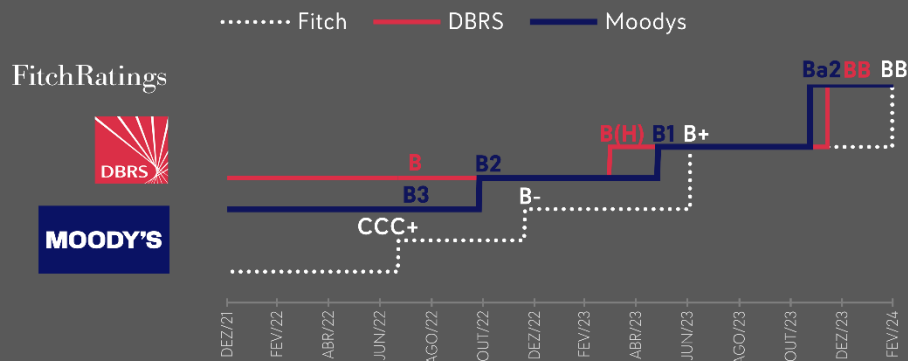 Fitch DBRS Moodys
FitchRatings
DBRS
MOODY'S
Ba2 BB BB
B(H) B1 B+
B B2
B3 B-
CCC+
DEZ/21 FEV/22 ABR/22 JUN/22 AGO/22 OUT/22 DEZ/22 FEV/23 ABR/23 JUN/23 AGO/23 OUT/23 DEZ/23 FEV/24